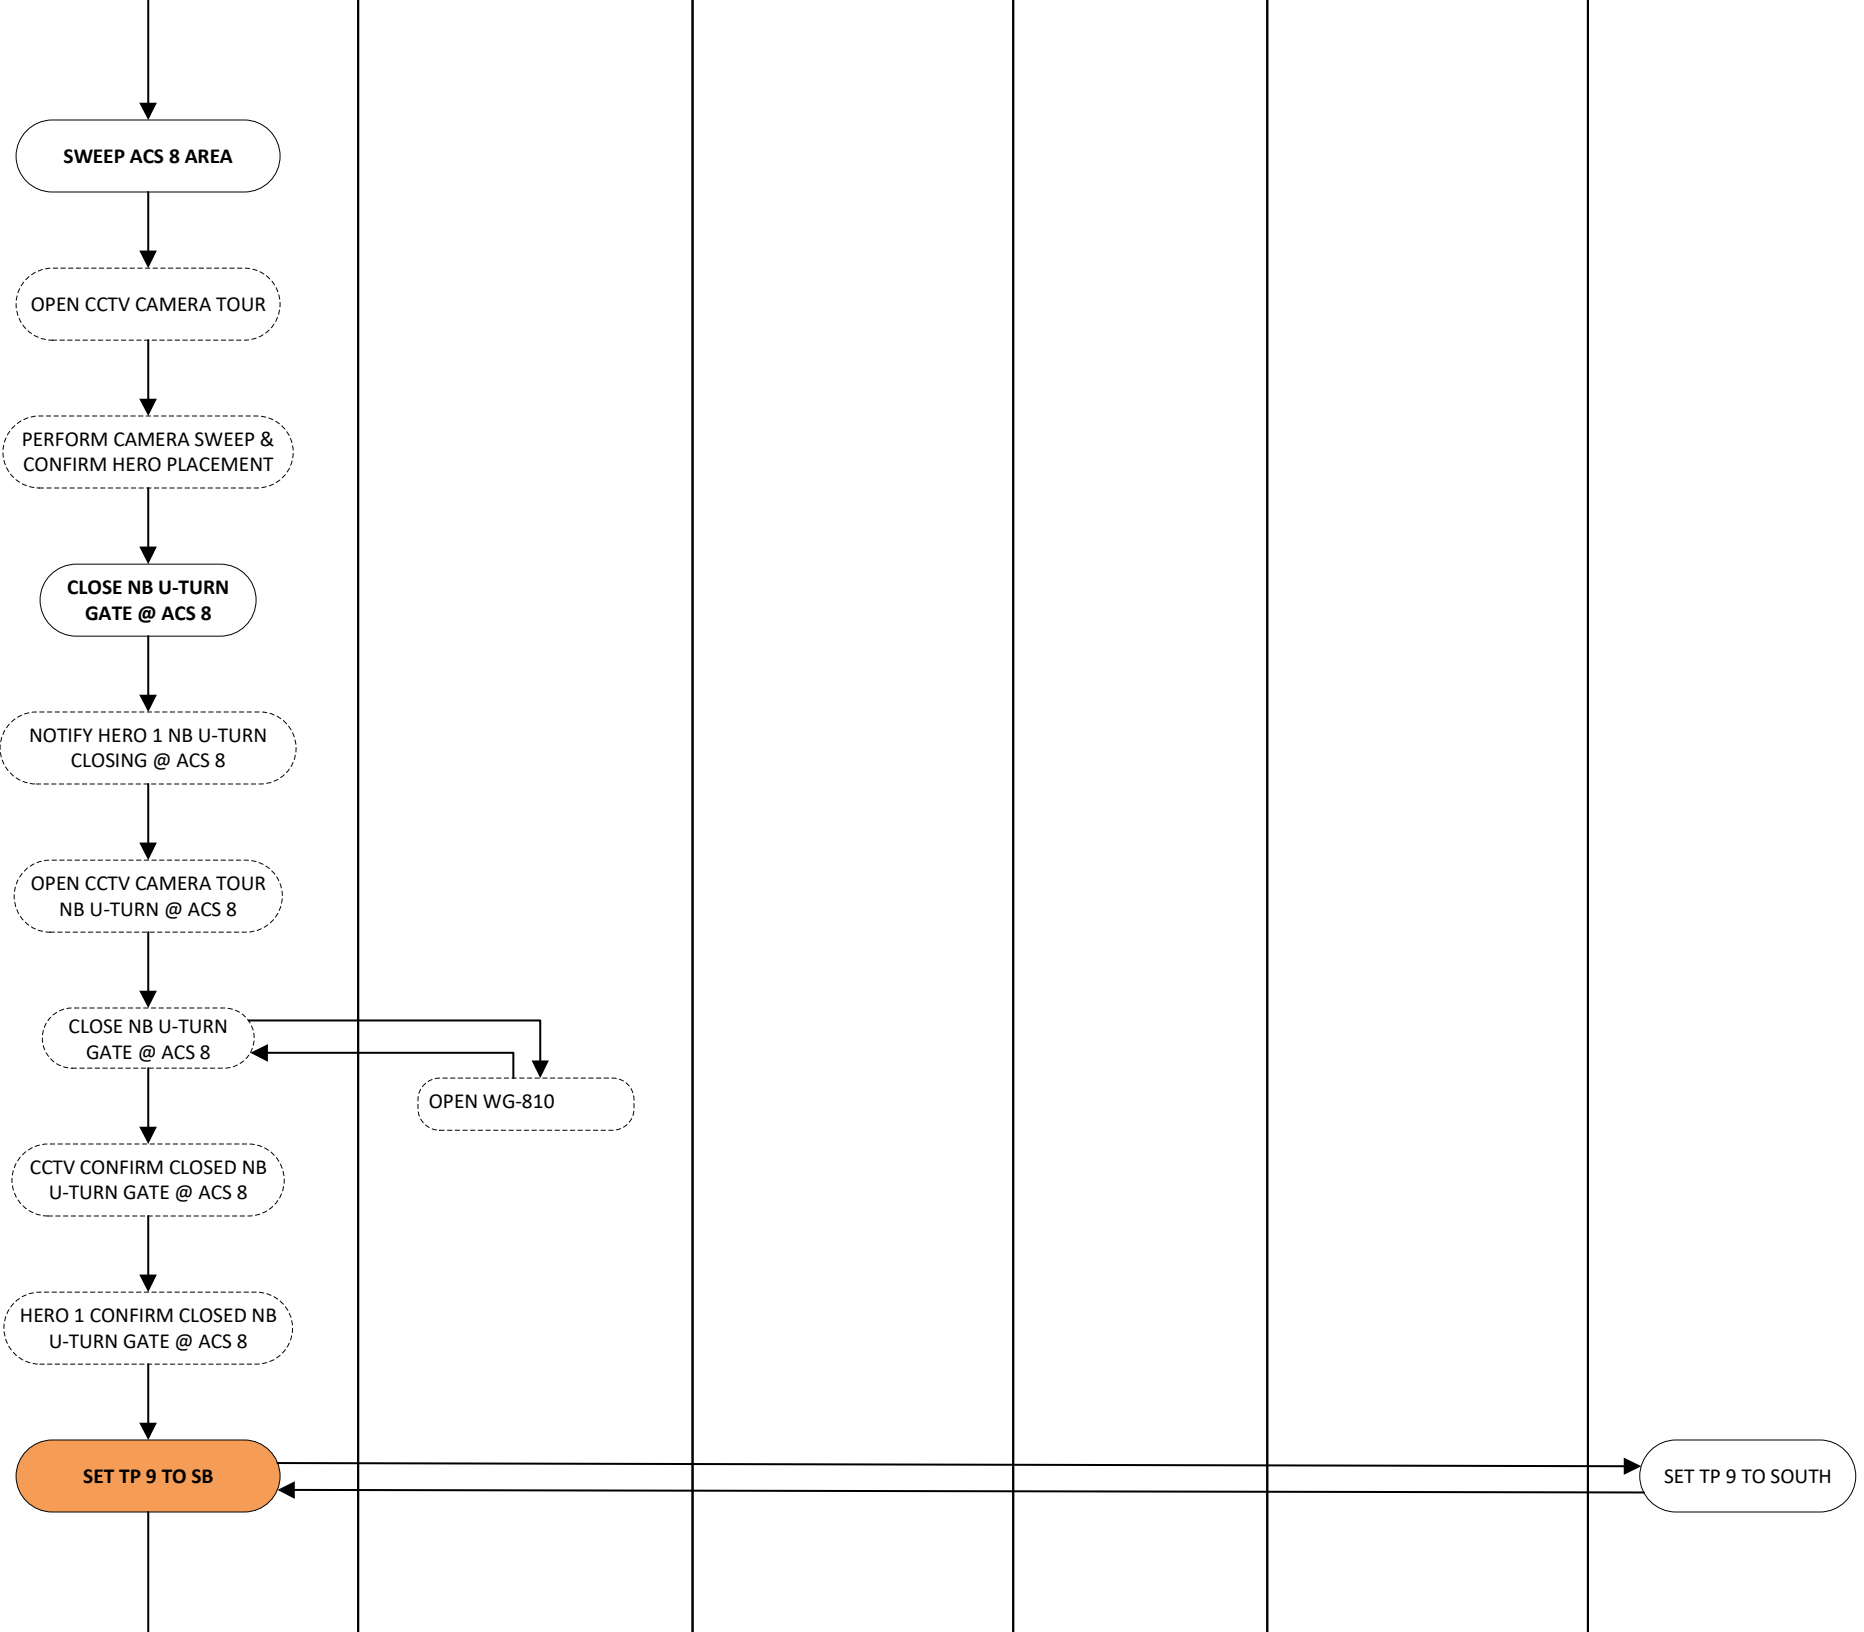 SWEEP ACS 8 AREA
OPEN CCTV CAMERA TOUR
PERFORM CAMERA SWEEP &
CONFIRM HERO PLACEMENT
CLOSE NB U-TURN
GATE @ ACS 8
NOTIFY HERO 1 NB U-TURN
CLOSING @ ACS 8
OPEN CCTV CAMERA TOUR
NB U-TURN @ ACS 8
CLOSE NB U-TURN
GATE @ ACS 8
OPEN WG-810
CCTV CONFIRM CLOSED NB
U-TURN GATE @ ACS 8
HERO 1 CONFIRM CLOSED NB
U-TURN GATE @ ACS 8
SET TP 9 TO SB
SET TP 9 TO SOUTH